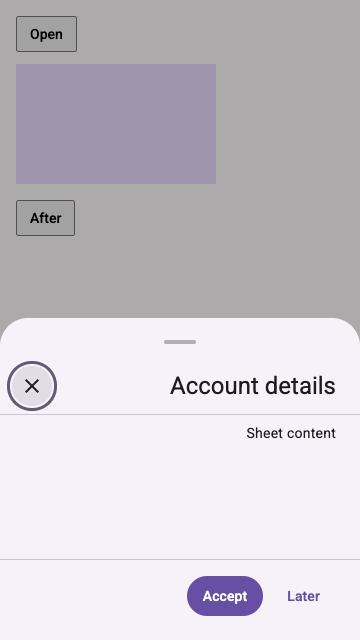 Open
After
Account details
Sheet content
Accept
Later